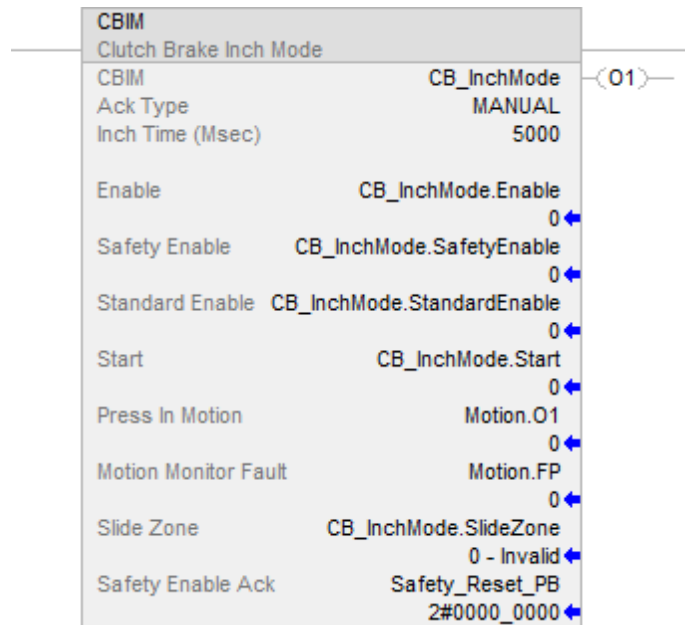 CBIM
Clutch Brake Inch Mode
CBIM CB_InchMode (O1)
Ack Type MANUAL
Inch Time (Msec) 5000
Enable CB_InchMode.Enable
0
Safety Enable CB_InchMode.SafetyEnable
0
Standard Enable CB_InchMode.StandardEnable
0
Start CB_InchMode.Start
0
Press In Motion Motion.O1
0
Motion Monitor Fault Motion.FP
0
Slide Zone CB_InchMode.SlideZone
0 - Invalid
Safety Enable Ack Safety_Reset_PB
2#0000_0000